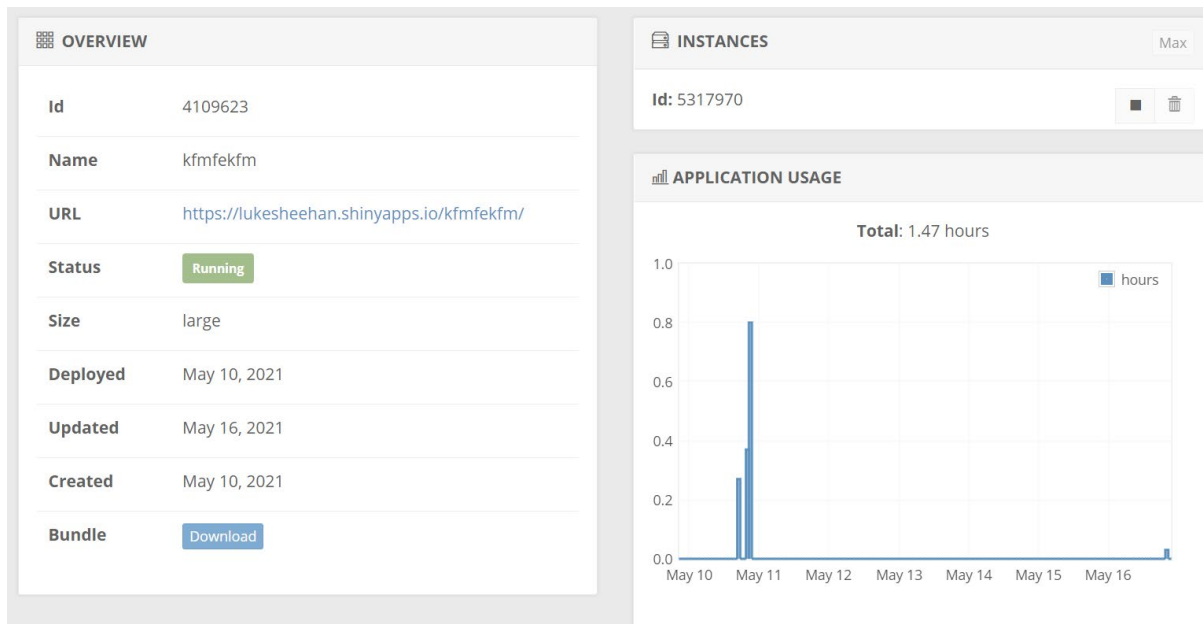 OVERVIEW
Id 4109623
Name kfmfekfm
URL https://lukesheehan.shinyapps.io/kfmfekfm/
Status Running
Size large
Deployed May 10, 2021
Updated May 16, 2021
Created May 10, 2021
Bundle Download
INSTANCES Max
Id: 5317970
APPLICATION USAGE
Total: 1.47 hours
hours
1.0
0.8
0.6
0.4
0.2
0.0
May 10 May 11 May 12 May 13 May 14 May 15 May 16